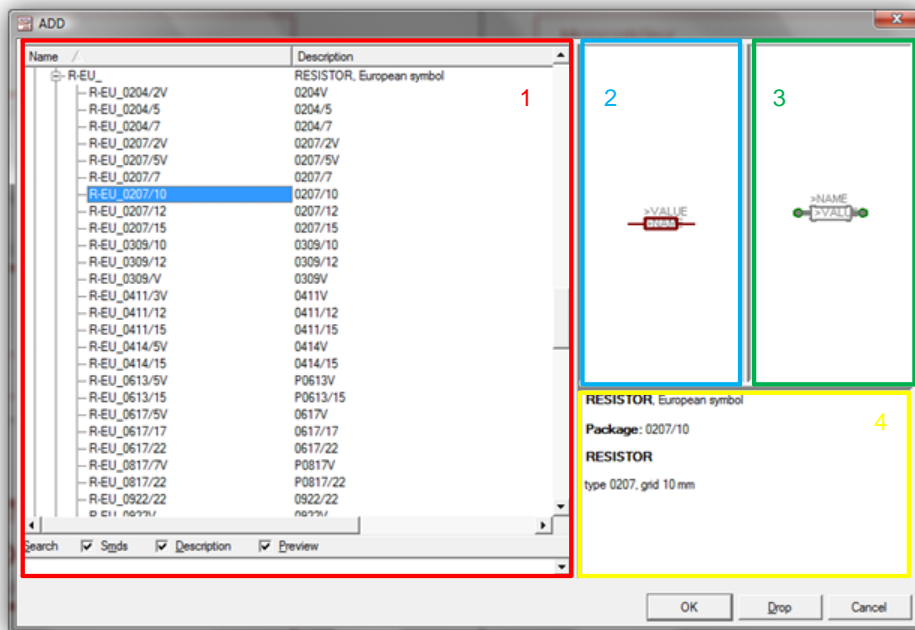 ADD
Name Description
R-EU_ RESISTOR, European symbol
R-EU_0204/2V 0204V
R-EU_0204/5 0204/5
R-EU_0204/7 0204/7
R-EU_0207/2V 0207/2V
R-EU_0207/5V 0207/5V
R-EU_0207/7 0207/7
R-EU_0207/10 0207/10
R-EU_0207/12 0207/12
R-EU_0207/15 0207/15
R-EU_0309/10 0309/10
R-EU_0309/12 0309/12
R-EU_0309/V 0309V
R-EU_0411/3V 0411V
R-EU_0411/12 0411/12
R-EU_0411/15 0411/15
R-EU_0414/5V 0414V
R-EU_0414/15 0414/15
R-EU_0613/5V P0613V
R-EU_0613/15 P0613/15
R-EU_0617/5V 0617V
R-EU_0617/17 0617/17
R-EU_0617/22 0617/22
R-EU_0817/7V P0817V
R-EU_0817/22 P0817/22
R-EU_0922/22 0922/22
R-EU_0922V 0922V
Search Smds Description Preview
1
2
>VALUE
>NAME
3
>NAME
>VALU
RESISTOR, European symbol
4
Package: 0207/10
RESISTOR
type 0207, grid 10 mm
OK Drop Cancel